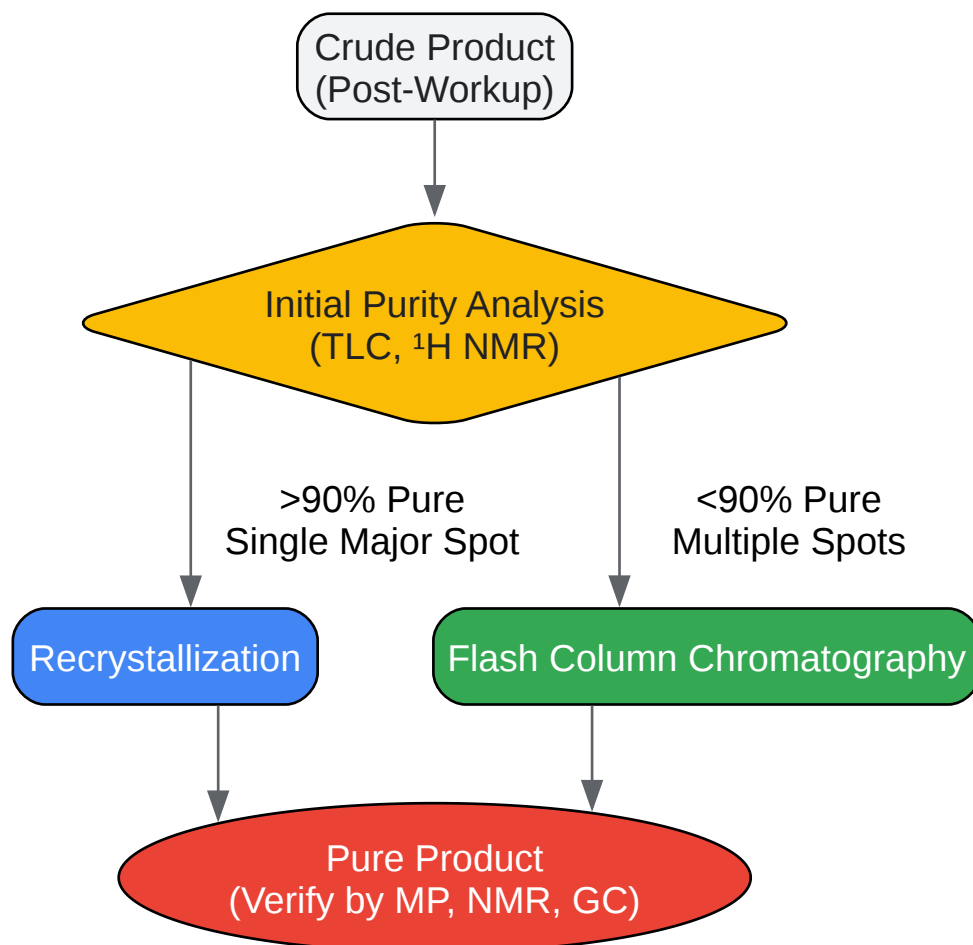 Crude Product
(Post-Workup)
Initial Purity Analysis
(TLC, ¹H NMR)
>90% Pure
Single Major Spot
<90% Pure
Multiple Spots
Recrystallization
Flash Column Chromatography
Pure Product
(Verify by MP, NMR, GC)